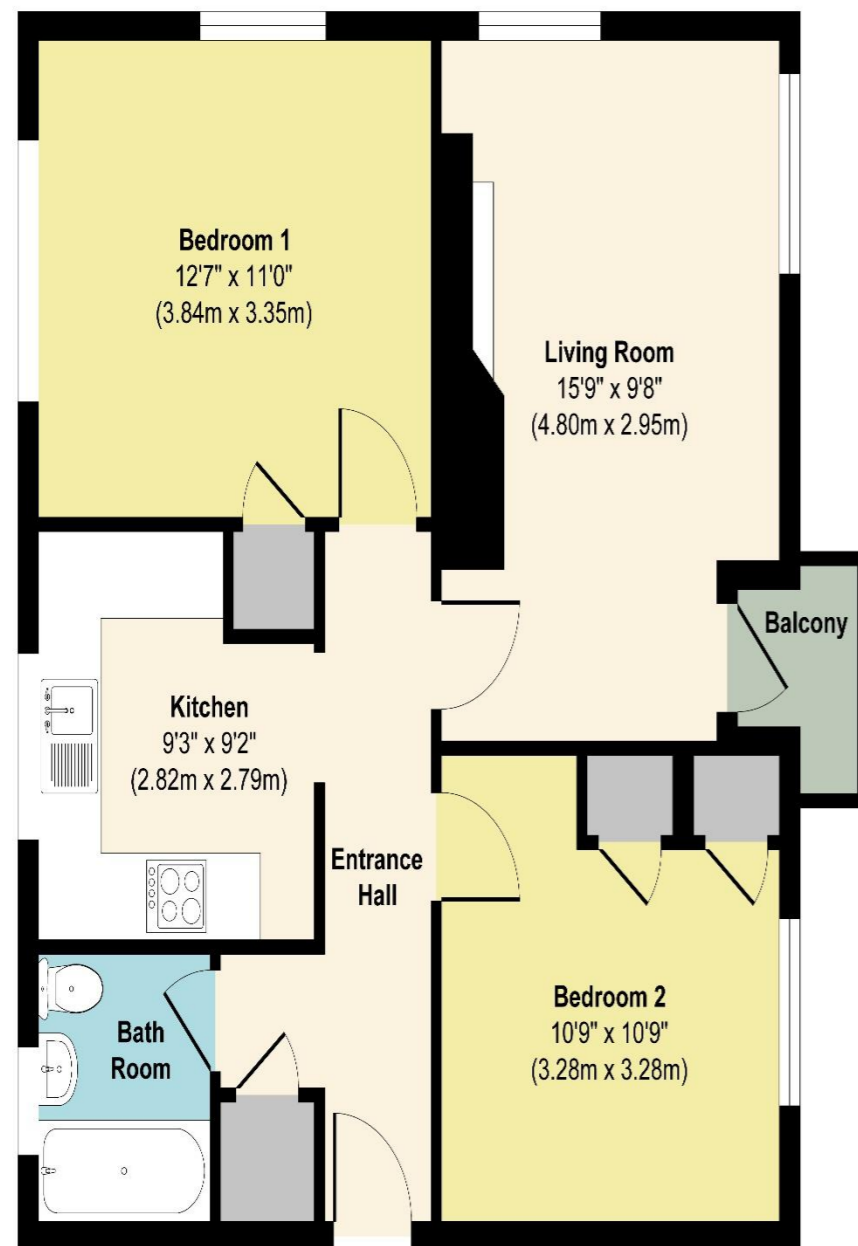 Bedroom 1
12'7" x 11'0"
(3.84m x 3.35m)
Living Room
15'9" x 9'8"
(4.80m x 2.95m)
Balcony
Kitchen
9'3" x 9'2"
(2.82m x 2.79m)
Entrance
Hall
Bedroom 2
10'9" x 10'9"
(3.28m x 3.28m)
Bath
Room